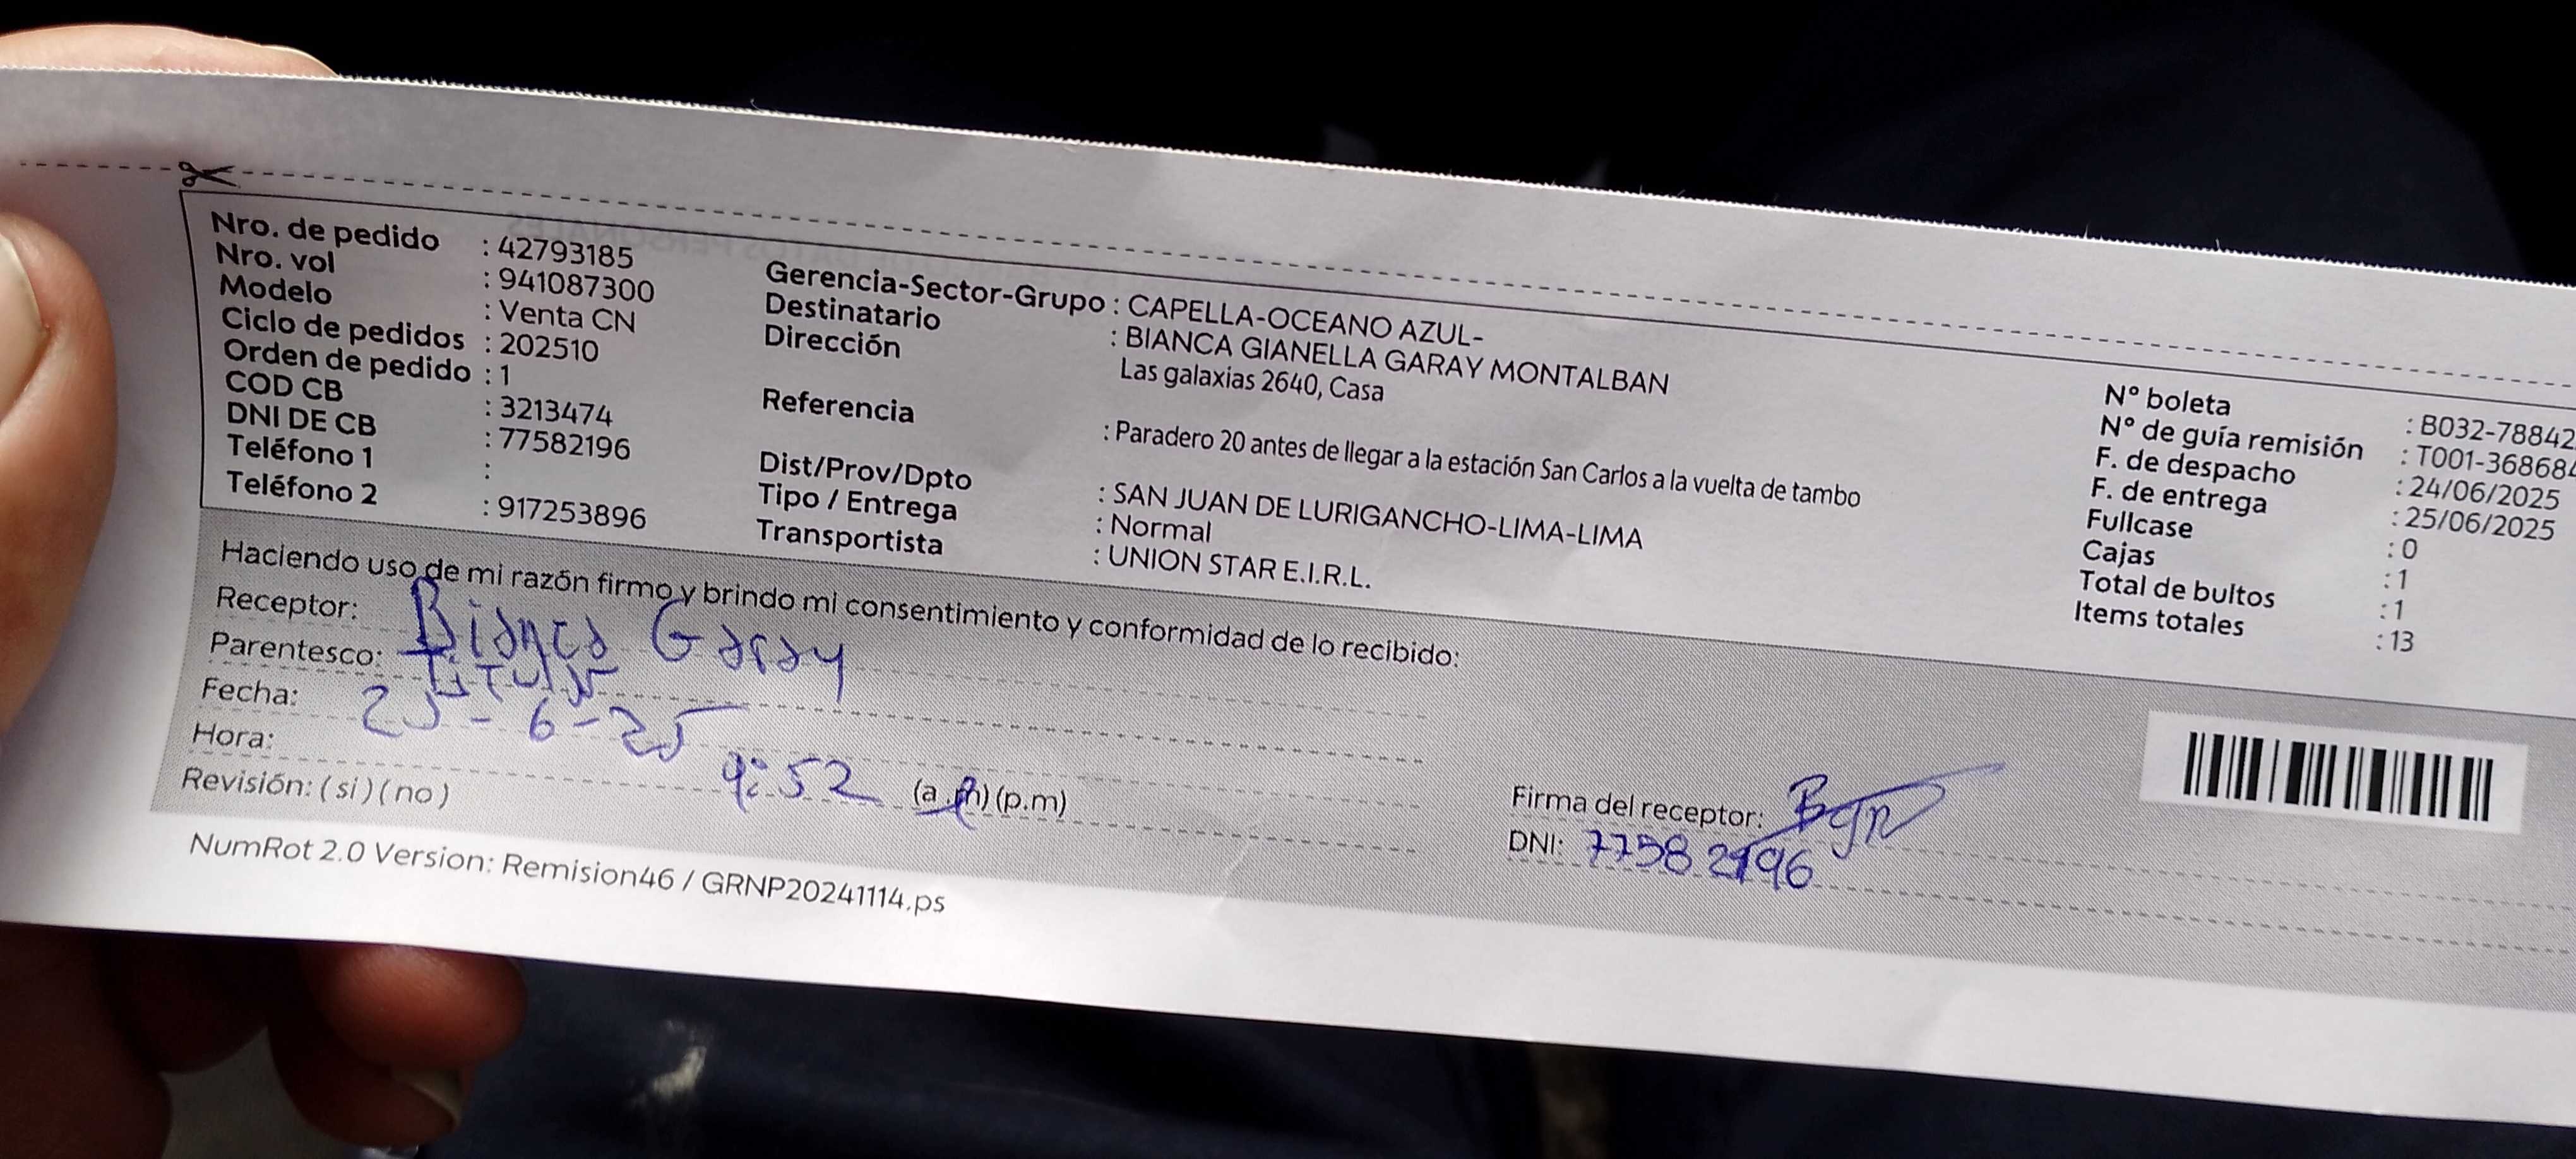 Nro. de pedido : 42793185
Nro. vol : 941087300
Modelo : Venta CN
Ciclo de pedidos : 202510
Orden de pedido : 1
COD CB : 3213474
DNI DE CB : 77582196
Teléfono 1 :
Teléfono 2 : 917253896
Gerencia-Sector-Grupo : CAPELLA-OCEANO AZUL-
Destinatario : BIANCA GIANELLA GARAY MONTALBAN
Dirección Las galaxias 2640, Casa
Referencia : Paradero 20 antes de llegar a la estación San Carlos a la vuelta de tambo
Dist/Prov/Dpto : SAN JUAN DE LURIGANCHO-LIMA-LIMA
Tipo / Entrega : Normal
Transportista : UNION STAR E.I.R.L.
N° boleta : B032-78842
N° de guía remisión : T001-368684
F. de despacho : 24/06/2025
F. de entrega : 25/06/2025
Fullcase : 0
Cajas : 1
Total de bultos : 1
Items totales : 13
Haciendo uso de mi razón firmo y brindo mi consentimiento y conformidad de lo recibido:
Receptor: Bianca Garay
Parentesco: Titular
Fecha: 25-6-25
Hora: 9:52 (a.m) (p.m)
Revisión: ( si ) ( no )
Firma del receptor:
DNI: 77582196
NumRot 2.0 Version: Remision46 / GRNP20241114.ps